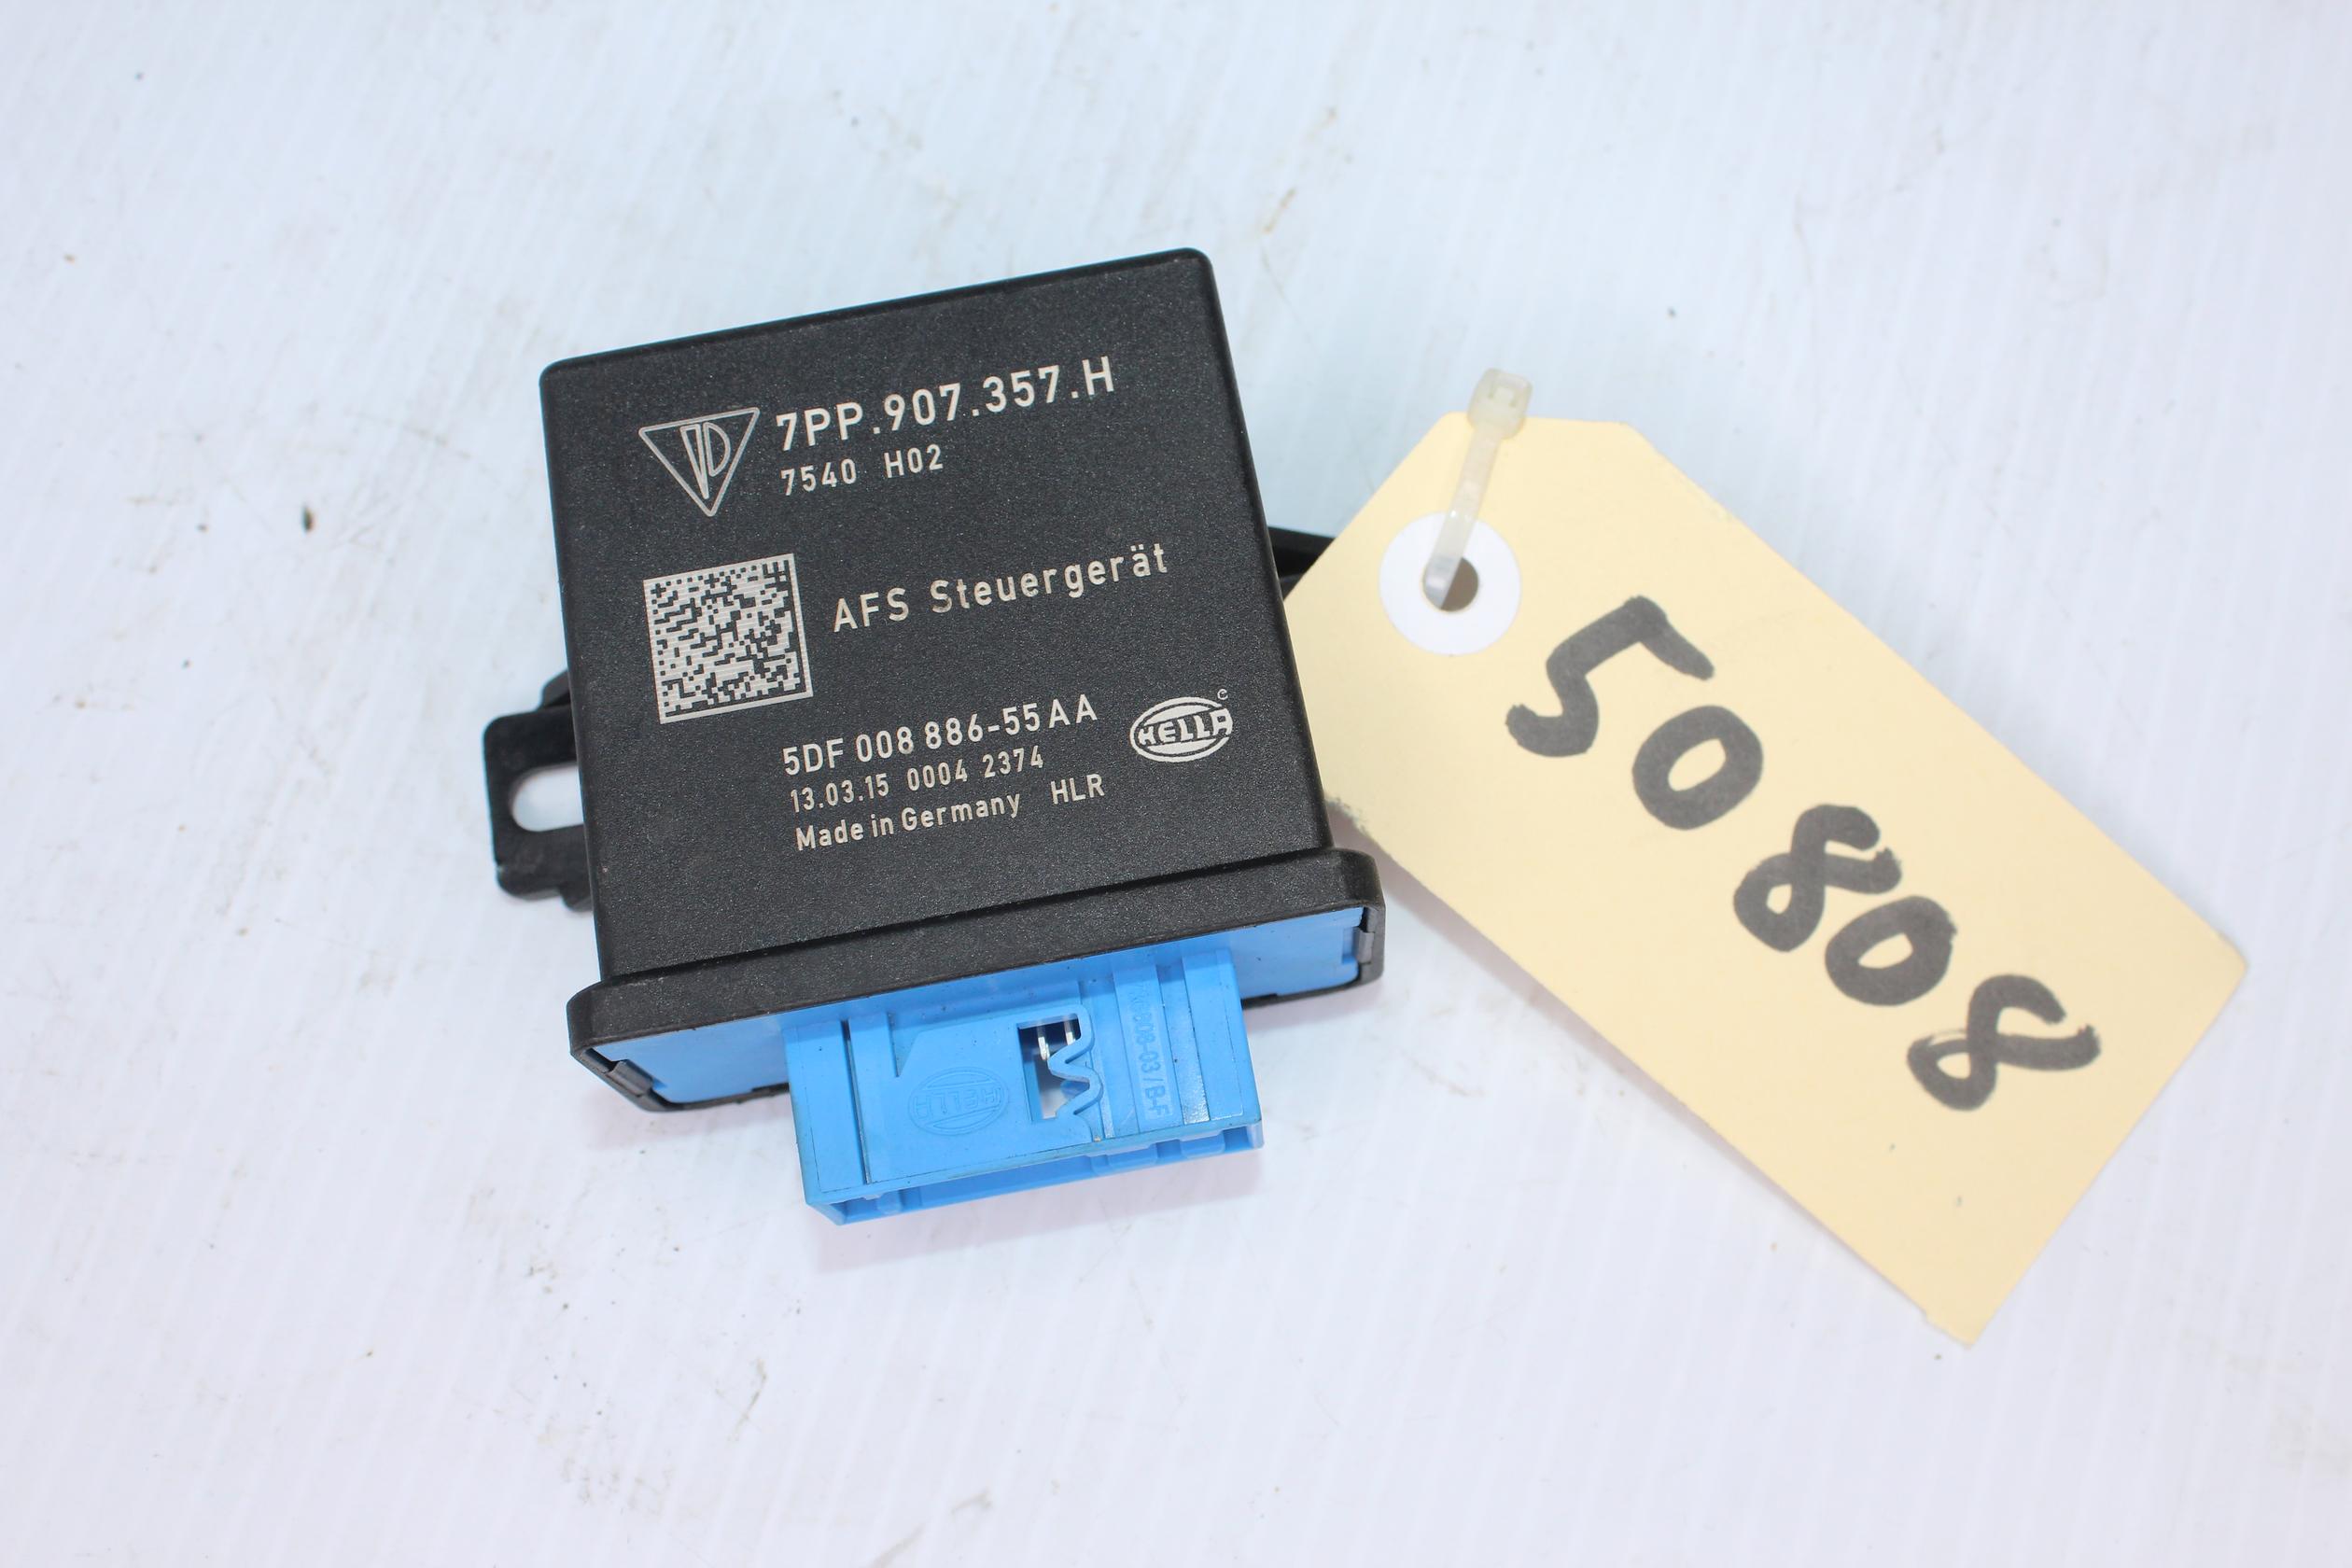 7PP.907.357.H
7540 H02
AFS Steuergerät
5DF 008 886-55AA
13.03.15 0004 2374
Made in Germany HLR
HELLA
HELLA
50808